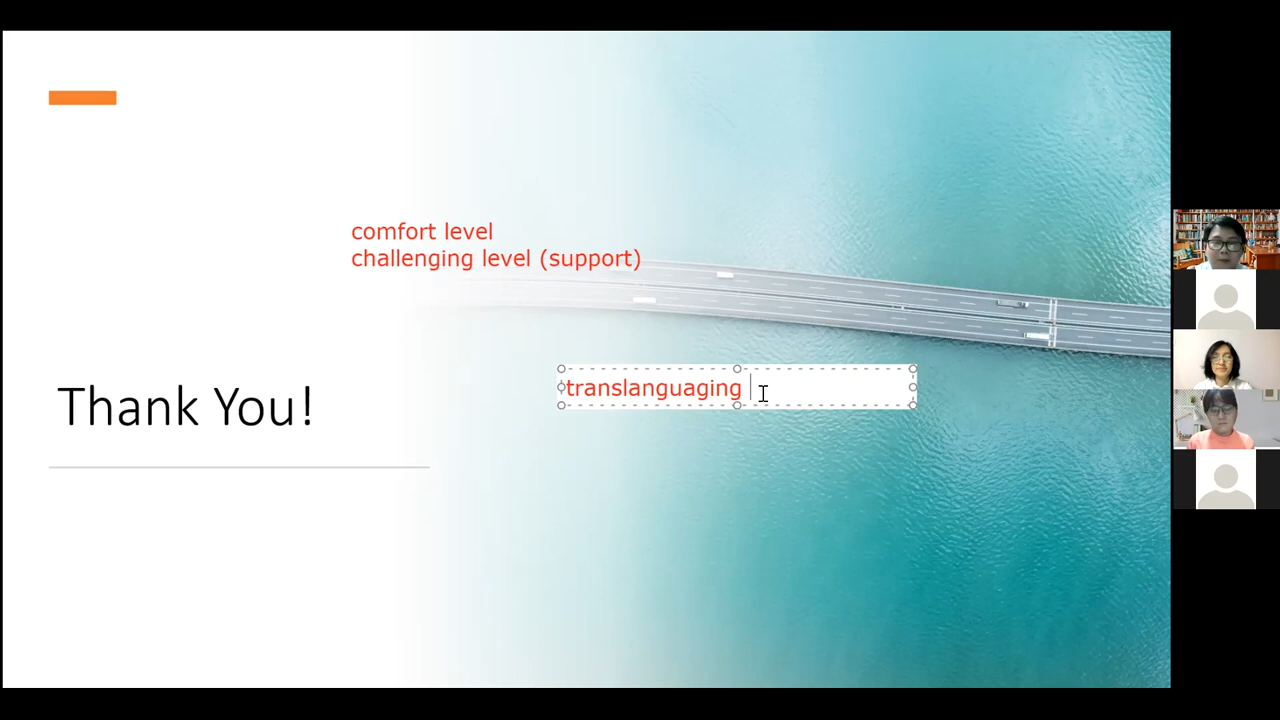 comfort level
challenging level (support)
translanguaging
Thank You!